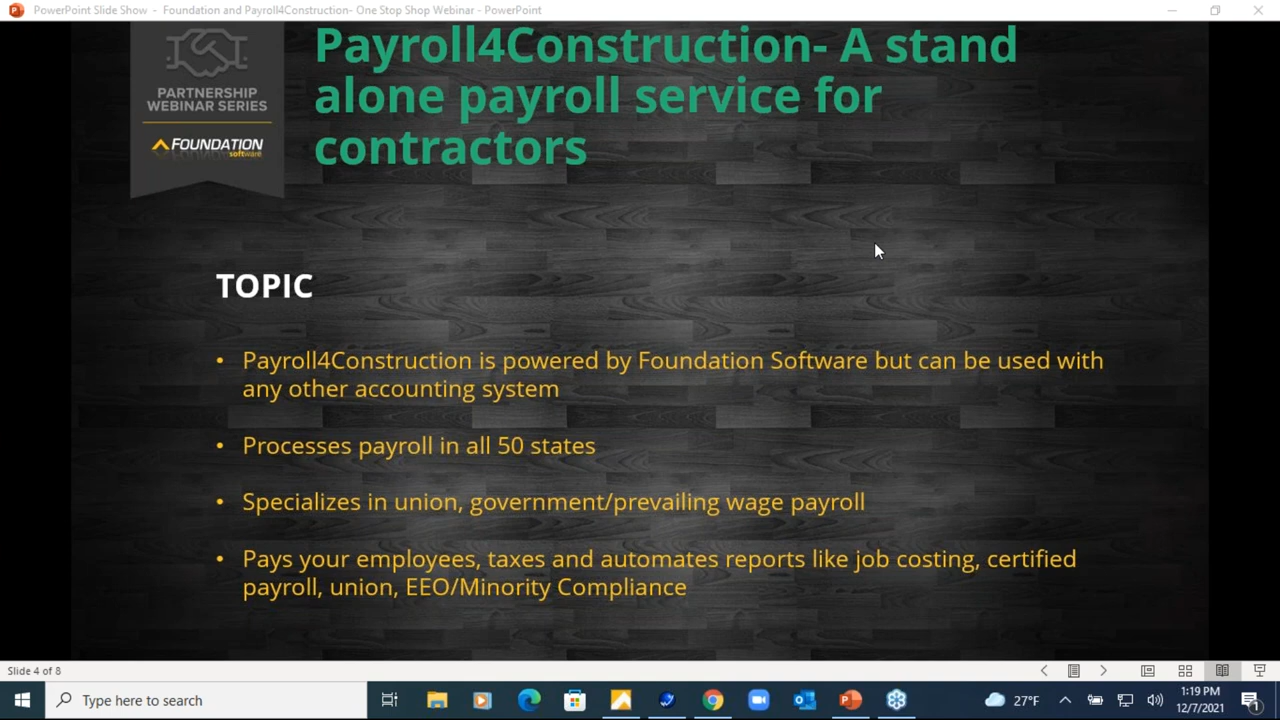 PowerPoint Slide Show - Foundation and Payroll4Construction- One Stop Shop Webinar - PowerPoint
PARTNERSHIP
WEBINAR SERIES
FOUNDATION
software
Payroll4Construction- A stand
alone payroll service for
contractors
TOPIC
• Payroll4Construction is powered by Foundation Software but can be used with
any other accounting system
• Processes payroll in all 50 states
• Specializes in union, government/prevailing wage payroll
• Pays your employees, taxes and automates reports like job costing, certified
payroll, union, EEO/Minority Compliance
Slide 4 of 8
Type here to search
27°F
1:19 PM
12/7/2021
1